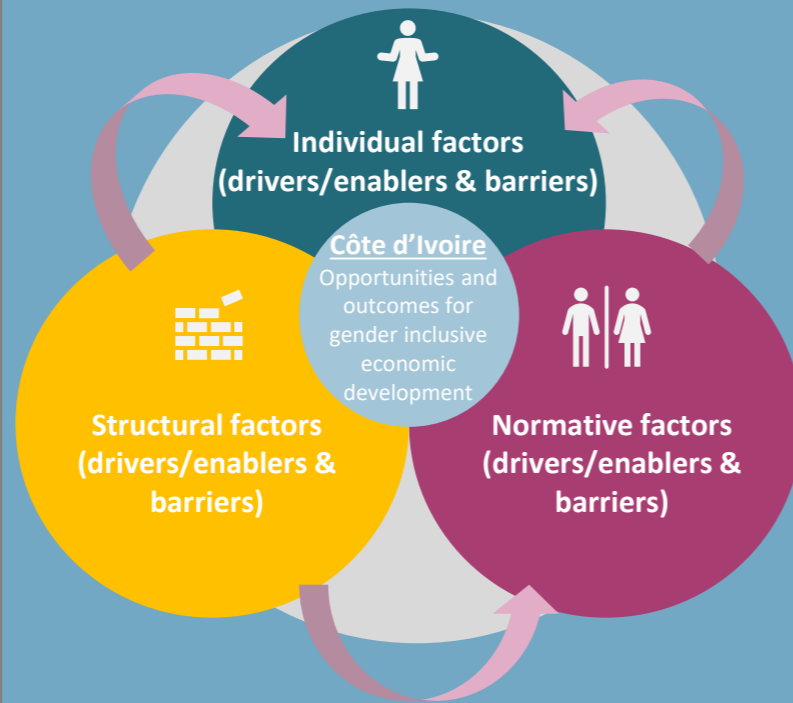 Individual factors
(drivers/enablers & barriers)
Côte d’Ivoire
Opportunities and
outcomes for
gender inclusive
economic
development
Structural factors
(drivers/enablers &
barriers)
Normative factors
(drivers/enablers &
barriers)